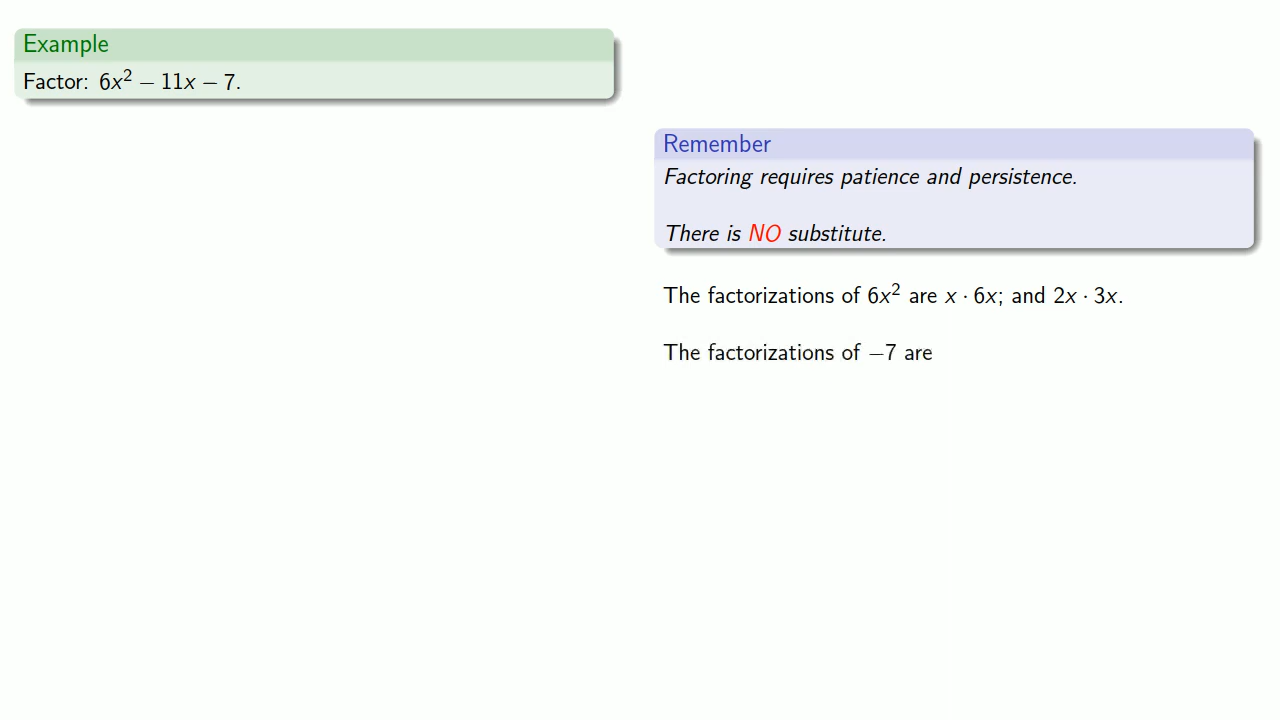 Example
Factor: 6x² − 11x − 7.
Remember
Factoring requires patience and persistence.
There is NO substitute.
The factorizations of 6x² are x · 6x; and 2x · 3x.
The factorizations of −7 are